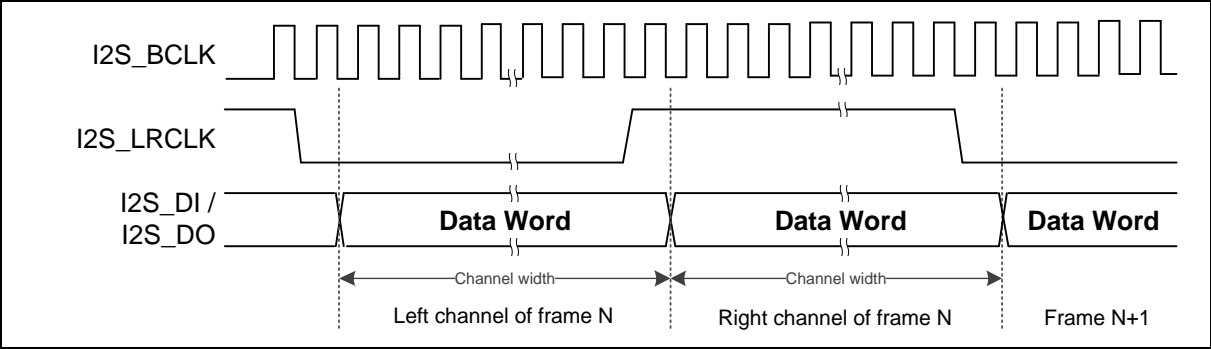 I2S_BCLK
I2S_LRCLK
I2S_DI /
I2S_DO
Data Word
Data Word
Data Word
Channel width
Channel width
Left channel of frame N
Right channel of frame N
Frame N+1